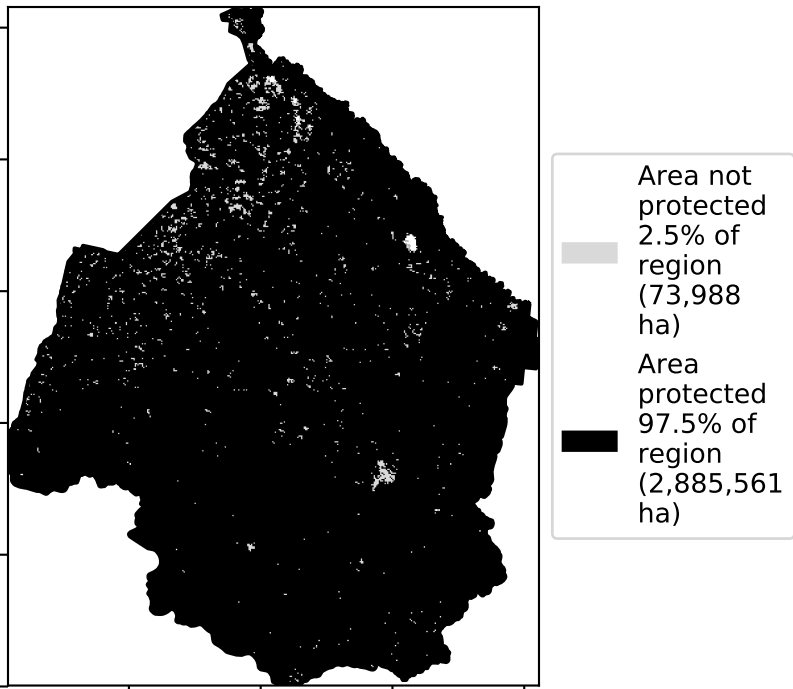 Area not
protected
2.5% of
region
(73,988
ha)
Area
protected
97.5% of
region
(2,885,561
ha)